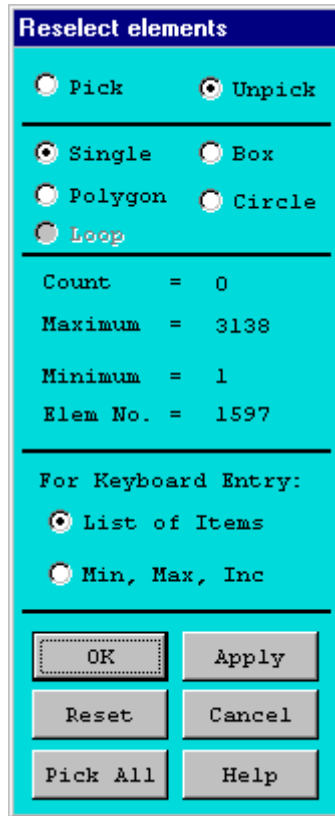 Reselect elements
Pick Unpick
Single Box
Polygon Circle
Loop
Count = 0
Maximum = 3138
Minimum = 1
Elem No. = 1597
For Keyboard Entry:
List of Items
Min, Max, Inc
OK Apply
Reset Cancel
Pick All Help